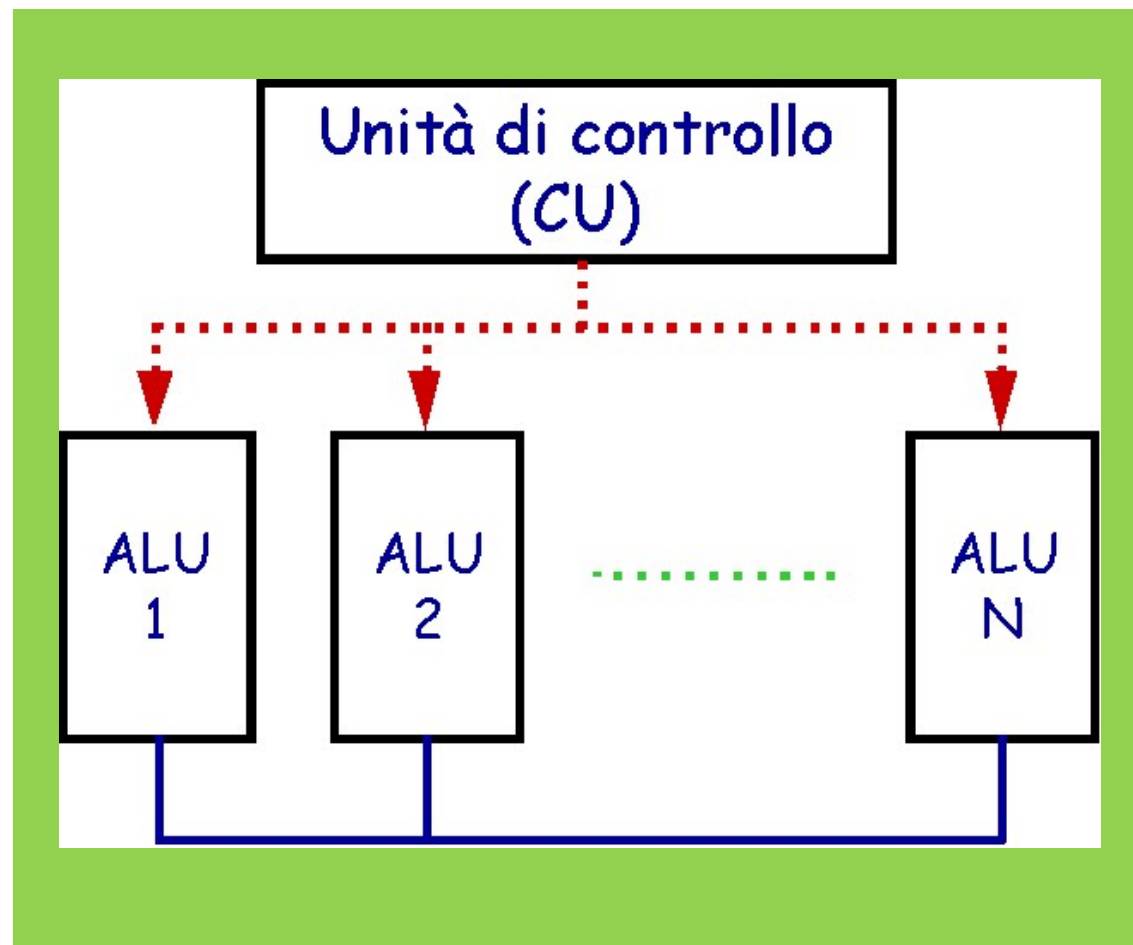 Unità di controllo
(CU)
ALU
1
ALU
2
ALU
N